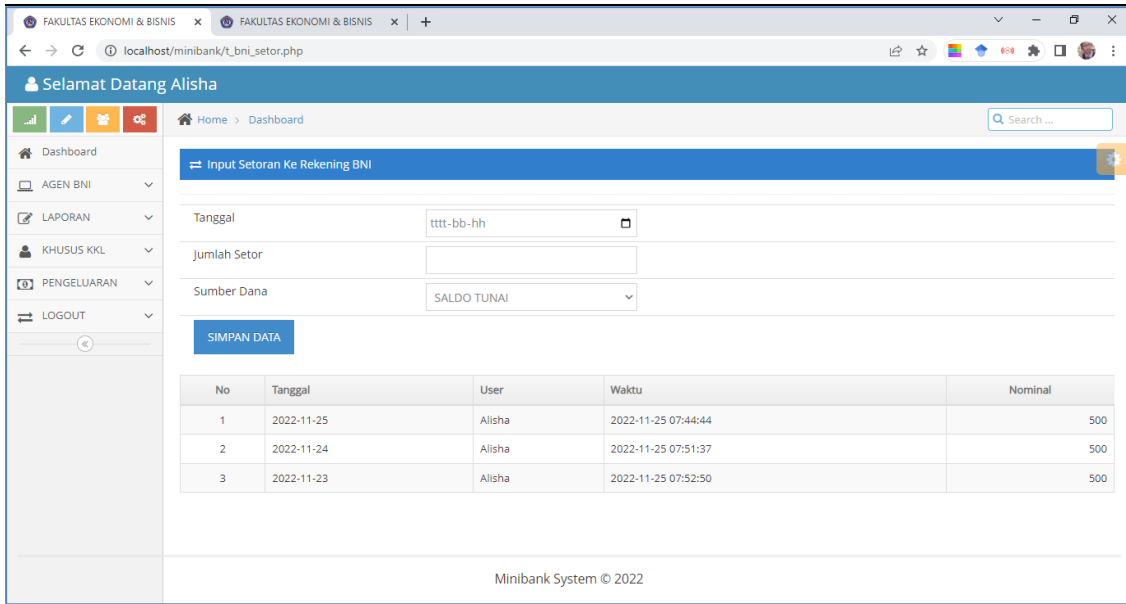 FAKULTAS EKONOMI & BISNIS FAKULTAS EKONOMI & BISNIS
localhost/minibank/t_bni_setor.php
Selamat Datang Alisha
Home > Dashboard Search ...
Dashboard
AGEN BNI
LAPORAN
KHUSUS KKL
PENGELUARAN
LOGOUT
Input Setoran Ke Rekening BNI
Tanggal tttt-bb-hh
Jumlah Setor
Sumber Dana SALDO TUNAI
SIMPAN DATA
No Tanggal User Waktu Nominal
1 2022-11-25 Alisha 2022-11-25 07:44:44 500
2 2022-11-24 Alisha 2022-11-25 07:51:37 500
3 2022-11-23 Alisha 2022-11-25 07:52:50 500
Minibank System © 2022